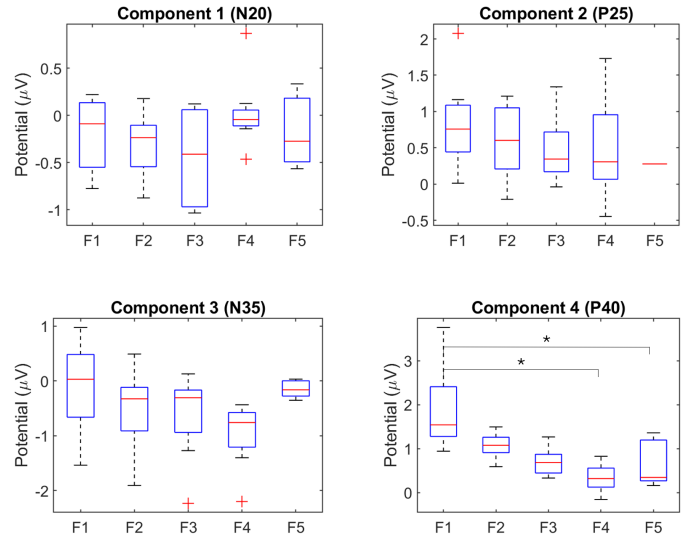 Component 1 (N20)
Potential (μV)
0.5
0
-0.5
-1
F1 F2 F3 F4 F5
Component 2 (P25)
Potential (μV)
2
1.5
1
0.5
0
-0.5
F1 F2 F3 F4 F5
Component 3 (N35)
Potential (μV)
1
0
-1
-2
F1 F2 F3 F4 F5
Component 4 (P40)
Potential (μV)
3
2
1
0
*
*
F1 F2 F3 F4 F5